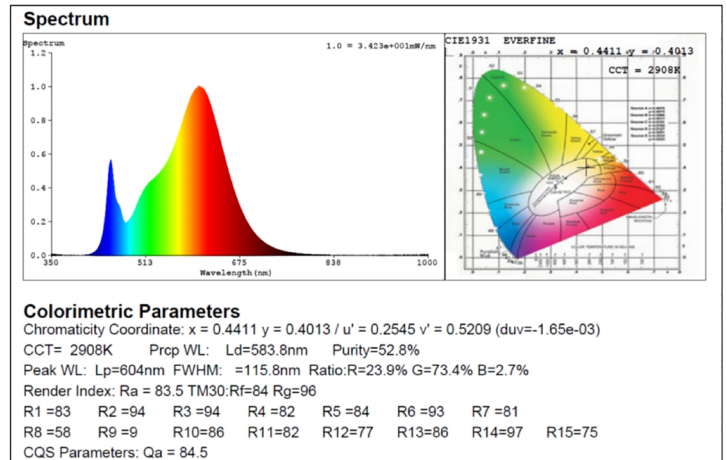 Spectrum
Spectrum
1.0 = 3.423e+001mW/nm
1.2
1.0
0.8
0.6
0.4
0.2
0.0
350 513 675 838 1000
Wavelength(nm)
CIE1931 EVERFINE
x = 0.4411 y = 0.4013
CCT = 2908K
Colorimetric Parameters
Chromaticity Coordinate: x = 0.4411 y = 0.4013 / u' = 0.2545 v' = 0.5209 (duv=-1.65e-03)
CCT= 2908K Prcp WL: Ld=583.8nm Purity=52.8%
Peak WL: Lp=604nm FWHM: =115.8nm Ratio:R=23.9% G=73.4% B=2.7%
Render Index: Ra = 83.5 TM30:Rf=84 Rg=96
R1 =83 R2 =94 R3 =94 R4 =82 R5 =84 R6 =93 R7 =81
R8 =58 R9 =9 R10=86 R11=82 R12=77 R13=86 R14=97 R15=75
CQS Parameters: Qa = 84.5